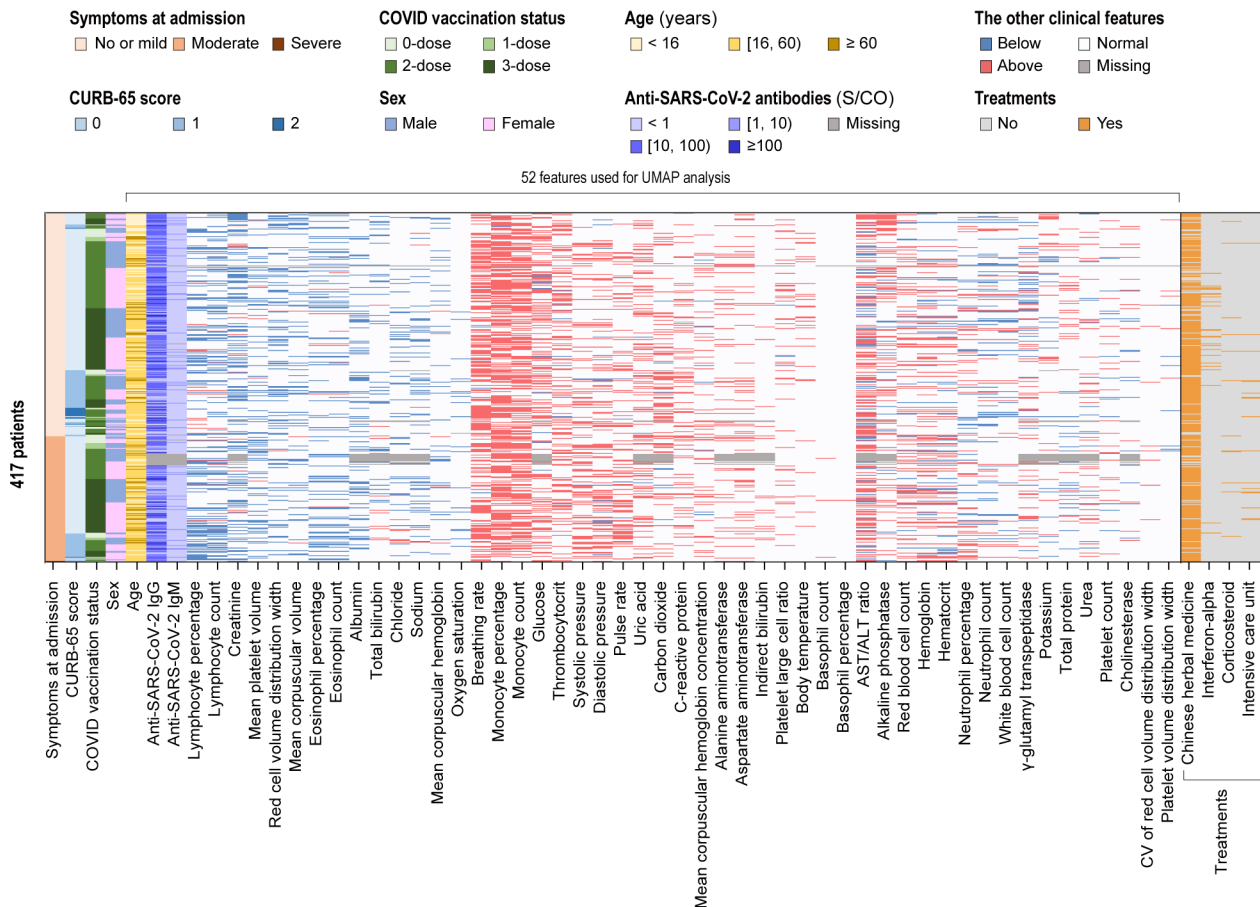 Symptoms at admission
No or mild
Moderate
Severe
COVID vaccination status
0-dose
1-dose
2-dose
3-dose
Age (years)
< 16
[16, 60)
≥ 60
The other clinical features
Below
Normal
Above
Missing
CURB-65 score
0
1
2
Sex
Male
Female
Anti-SARS-CoV-2 antibodies (S/CO)
< 1
[1, 10)
Missing
[10, 100)
≥100
Treatments
No
Yes
52 features used for UMAP analysis
417 patients
Symptoms at admission
CURB-65 score
COVID vaccination status
Sex
Age
Anti-SARS-CoV-2 IgG
Anti-SARS-CoV-2 IgM
Lymphocyte percentage
Lymphocyte count
Creatinine
Mean platelet volume
Red cell volume distribution width
Mean corpuscular volume
Eosinophil percentage
Eosinophil count
Albumin
Total bilirubin
Chloride
Sodium
Mean corpuscular hemoglobin
Oxygen saturation
Breathing rate
Monocyte percentage
Monocyte count
Glucose
Thrombocytocrit
Systolic pressure
Diastolic pressure
Pulse rate
Uric acid
Carbon dioxide
C-reactive protein
Mean corpuscular hemoglobin concentration
Alanine aminotransferase
Aspartate aminotransferase
Indirect bilirubin
Platelet large cell ratio
Body temperature
Basophil count
Basophil percentage
AST/ALT ratio
Alkaline phosphatase
Red blood cell count
Hemoglobin
Hematocrit
Neutrophil percentage
Neutrophil count
White blood cell count
γ-glutamyl transpeptidase
Potassium
Total protein
Urea
Platelet count
Cholinesterase
CV of red cell volume distribution width
Platelet volume distribution width
Chinese herbal medicine
Interferon-alpha
Corticosteroid
Intensive care unit
Treatments